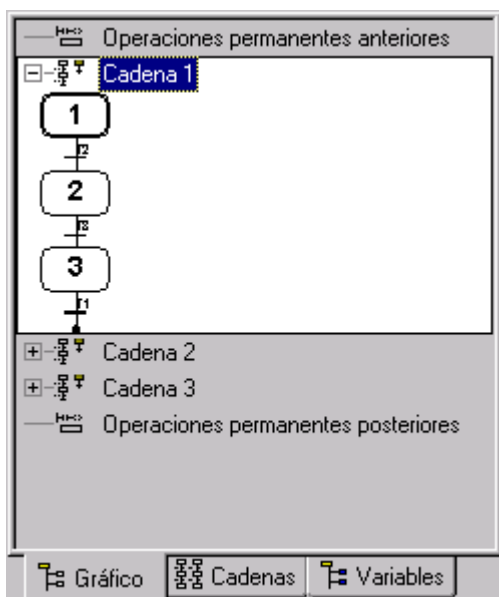 Operaciones permanentes anteriores
Cadena 1
1
T2
2
T3
3
T1
Cadena 2
Cadena 3
Operaciones permanentes posteriores
Gráfico Cadenas Variables